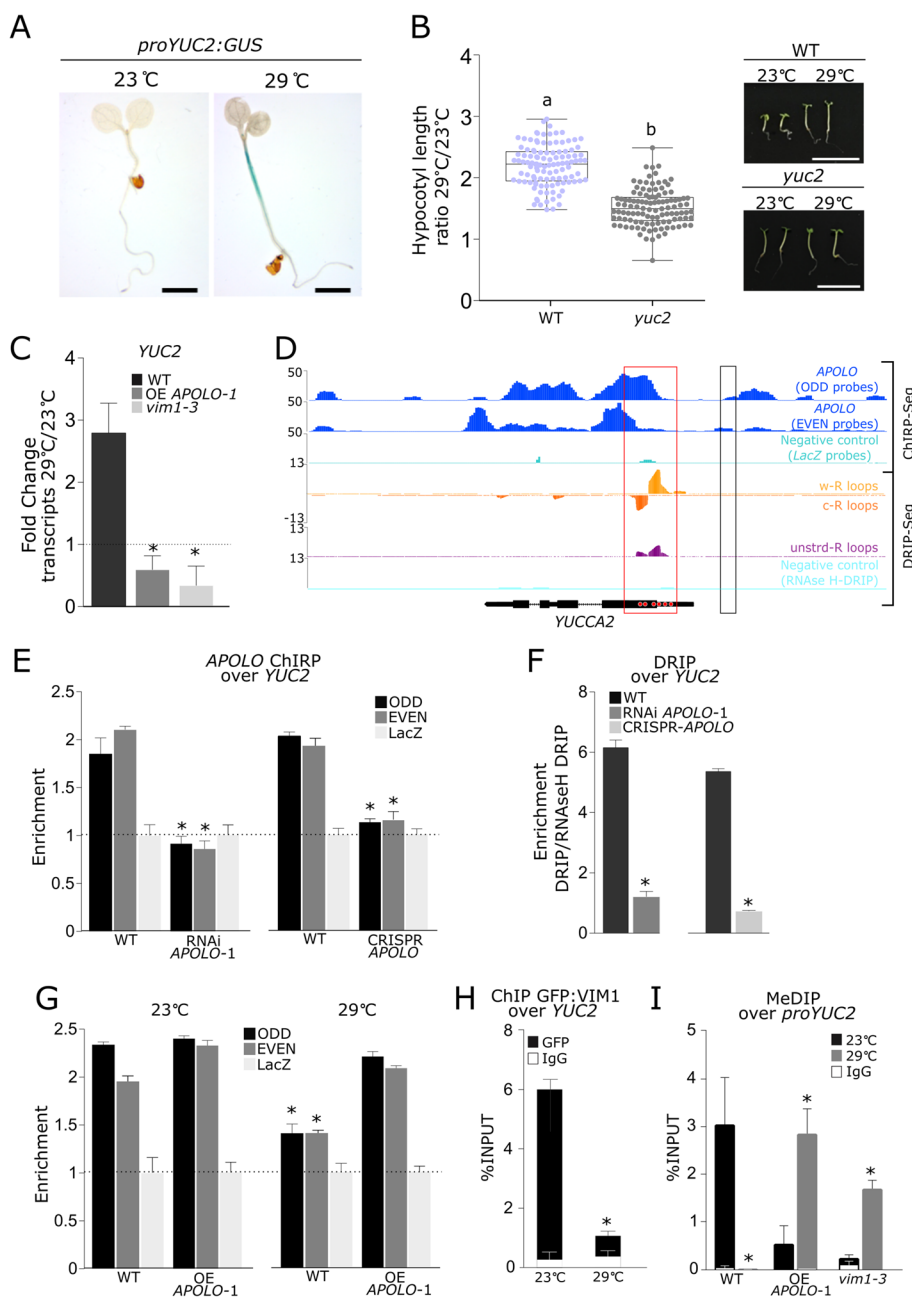 A
proYUC2:GUS
23℃
29℃
B
Hypocotyl length
ratio 29℃/23℃
4
3
2
1
0
a
b
WT
yuc2
WT
23℃ 29℃
yuc2
23℃ 29℃
C
YUC2
WT
OE APOLO-1
vim1-3
Fold Change
transcripts 29℃/23℃
4
3
2
1
0
*
*
D
50
50
50
13
-13
13
13
APOLO
(ODD probes)
APOLO
(EVEN probes)
Negative control
(LacZ probes)
w-R loops
c-R loops
unstrd-R loops
Negative control
(RNAse H-DRIP)
ChIRP-Seq
DRIP-Seq
YUCCA2
E
APOLO ChIRP
over YUC2
ODD
EVEN
LacZ
Enrichment
2.5
2
1.5
1
0.5
0
* *
* *
WT
RNAi
APOLO-1
WT
CRISPR
APOLO
F
DRIP
over YUC2
WT
RNAi APOLO-1
CRISPR-APOLO
Enrichment
DRIP/RNAseH DRIP
8
6
4
2
0
*
*
G
23℃
29℃
ODD
EVEN
LacZ
Enrichment
2.5
2
1.5
1
0.5
0
* *
WT
OE
APOLO-1
WT
OE
APOLO-1
H
ChIP GFP:VIM1
over YUC2
GFP
IgG
%INPUT
8
6
4
2
0
*
23℃
29℃
I
MeDIP
over proYUC2
23℃
29℃
IgG
%INPUT
5
4
3
2
1
0
*
*
*
WT
OE
APOLO-1
vim1-3